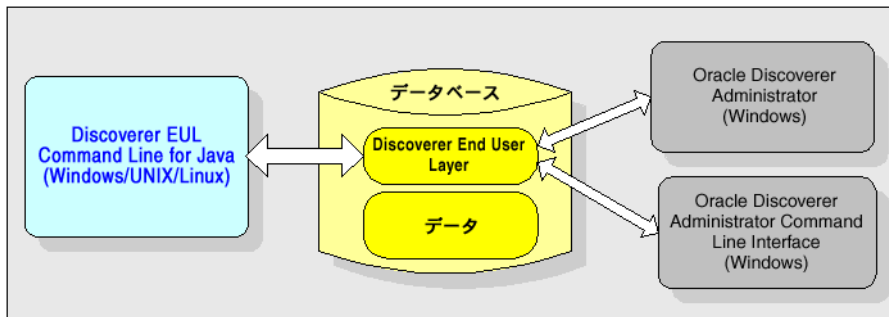 Discoverer EUL
Command Line for Java
(Windows/UNIX/Linux)
データベース
Discoverer End User
Layer
データ
Oracle Discoverer
Administrator
(Windows)
Oracle Discoverer
Administrator Command
Line Interface
(Windows)